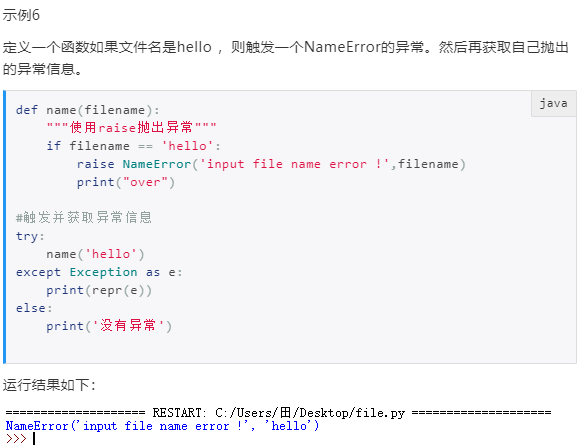 示例6
定义一个函数如果文件名是hello ，则触发一个NameError的异常。然后再获取自己抛出
的异常信息。
java
def name(filename):
    """使用raise抛出异常"""
    if filename == 'hello':
        raise NameError('input file name error !',filename)
        print("over")

#触发并获取异常信息
try:
    name('hello')
except Exception as e:
    print(repr(e))
else:
    print('没有异常')
运行结果如下：
==================== RESTART: C:/Users/田/Desktop/file.py ====================
NameError('input file name error !', 'hello')
>>>